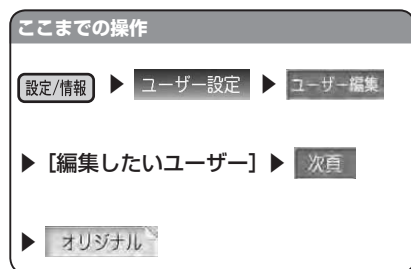 ここまでの操作
設定/情報 ▶ ユーザー設定 ▶ ユーザー編集
▶ [編集したいユーザー] ▶ 次頁
▶ オリジナル